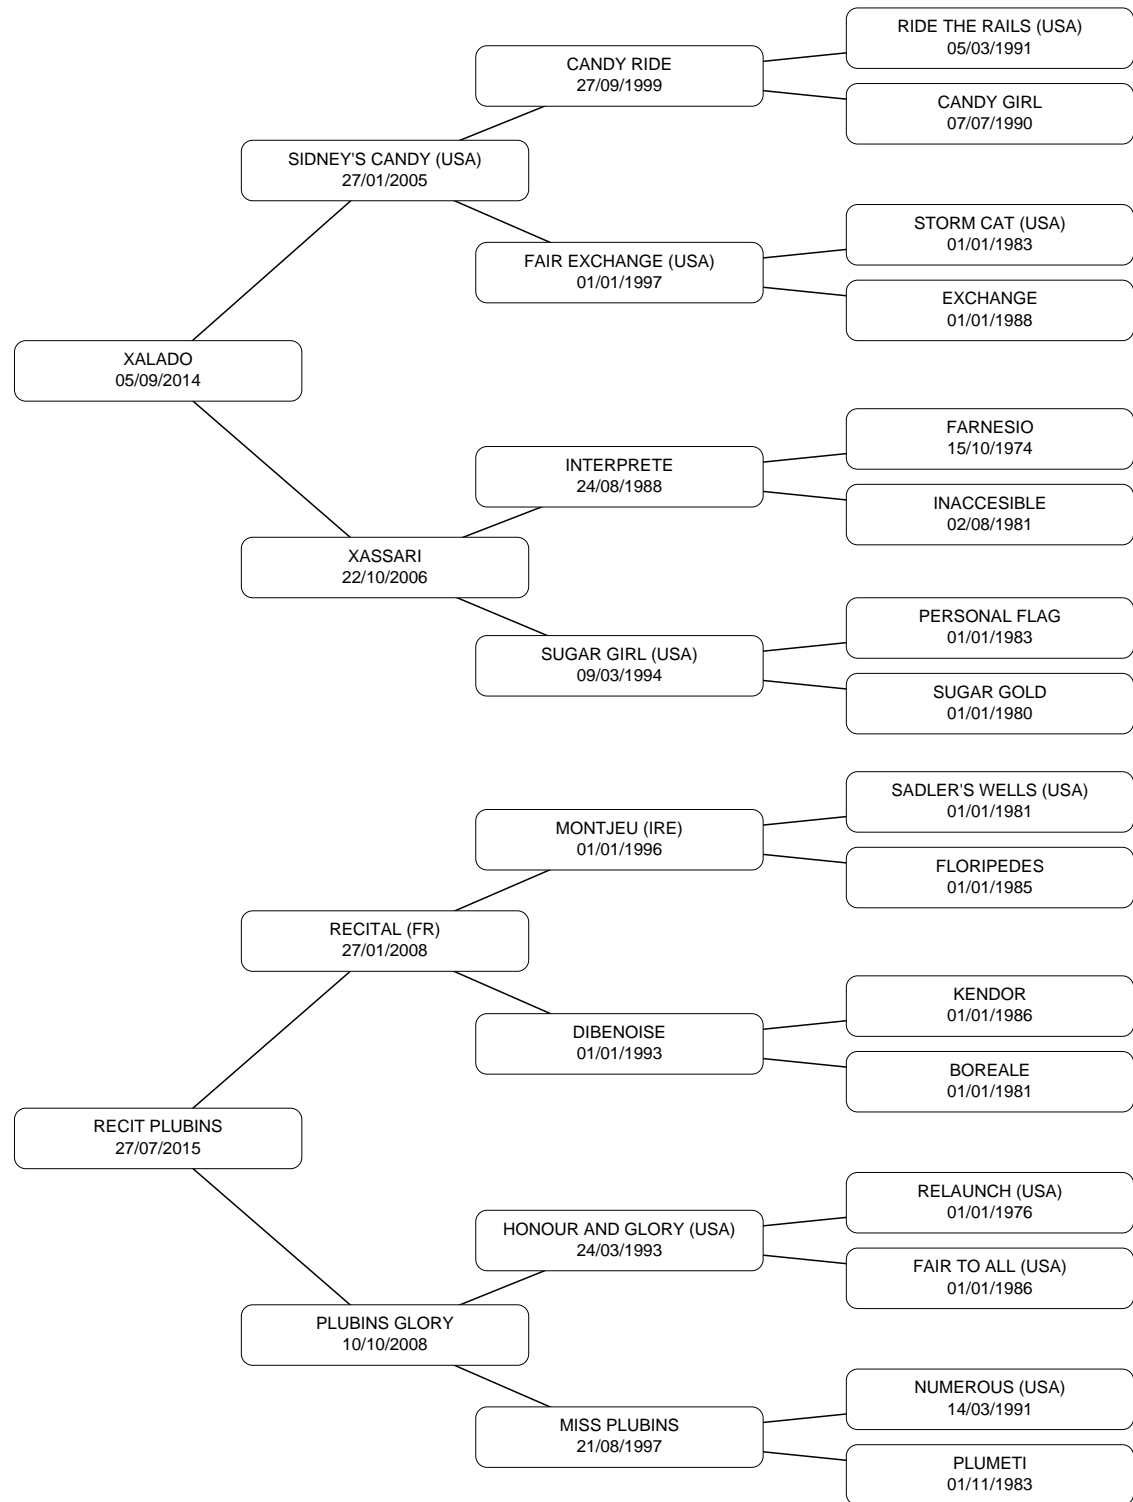 RIDE THE RAILS (USA)
05/03/1991
CANDY RIDE
27/09/1999
CANDY GIRL
07/07/1990
SIDNEY'S CANDY (USA)
27/01/2005
STORM CAT (USA)
01/01/1983
FAIR EXCHANGE (USA)
01/01/1997
EXCHANGE
01/01/1988
XALADO
05/09/2014
FARNESIO
15/10/1974
INTERPRETE
24/08/1988
INACCESIBLE
02/08/1981
XASSARI
22/10/2006
PERSONAL FLAG
01/01/1983
SUGAR GIRL (USA)
09/03/1994
SUGAR GOLD
01/01/1980
SADLER'S WELLS (USA)
01/01/1981
MONTJEU (IRE)
01/01/1996
FLORIPEDES
01/01/1985
RECITAL (FR)
27/01/2008
KENDOR
01/01/1986
DIBENOISE
01/01/1993
BOREALE
01/01/1981
RECIT PLUBINS
27/07/2015
RELAUNCH (USA)
01/01/1976
HONOUR AND GLORY (USA)
24/03/1993
FAIR TO ALL (USA)
01/01/1986
PLUBINS GLORY
10/10/2008
NUMEROUS (USA)
14/03/1991
MISS PLUBINS
21/08/1997
PLUMETI
01/11/1983